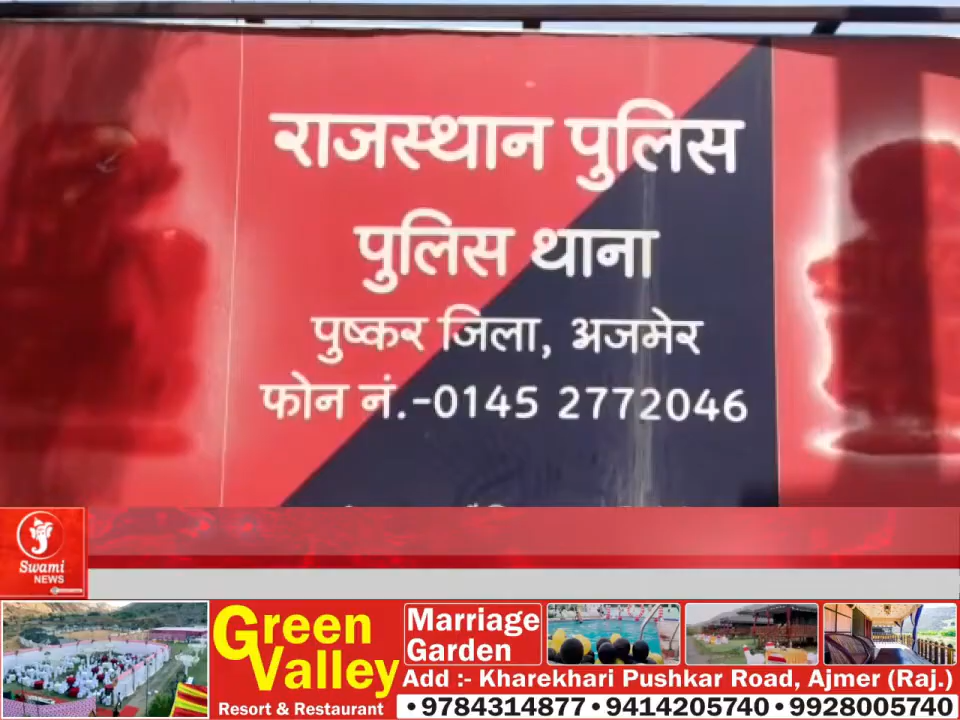 राजस्थान पुलिस
पुलिस थाना
पुष्कर जिला, अजमेर
फोन नं.-0145 2772046
Swami
NEWS
Green
Valley
Resort & Restaurant
Marriage
Garden
Add :- Kharekhari Pushkar Road, Ajmer (Raj.)
•9784314877•9414205740•9928005740